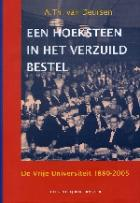 A.Th. van Deursen
EEN HOEKSTEEN
IN HET VERZUILD
BESTEL
De Vrije Universiteit 1880-2005